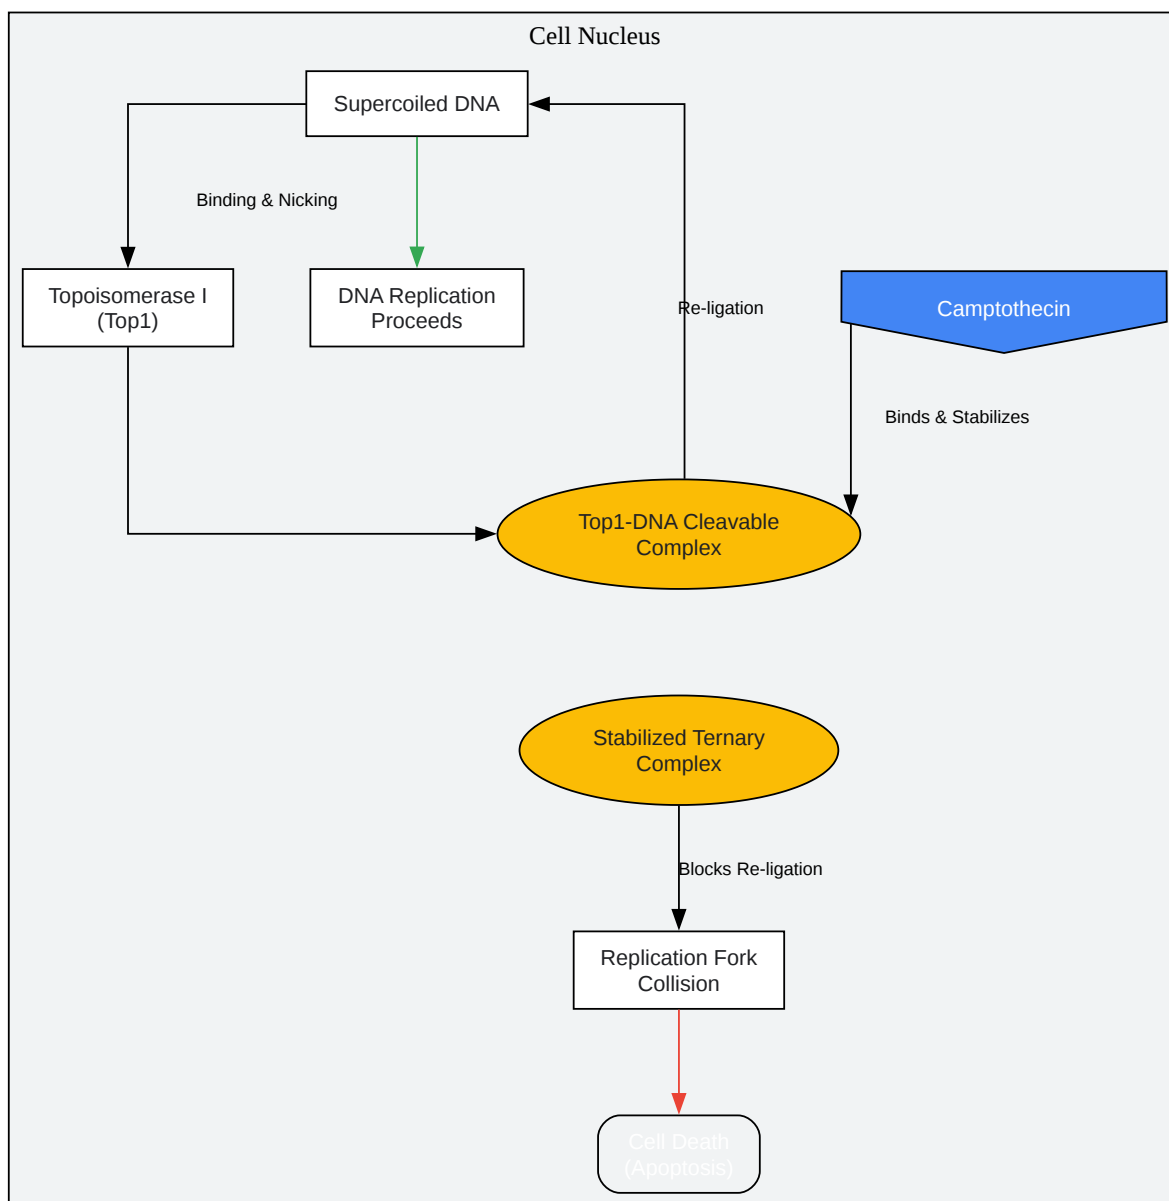 Cell Nucleus
Supercoiled DNA
Binding & Nicking
Topoisomerase I
(Top1)
DNA Replication
Proceeds
Re-ligation
Camptothecin
Binds & Stabilizes
Top1-DNA Cleavable
Complex
Stabilized Ternary
Complex
Blocks Re-ligation
Replication Fork
Collision
Cell Death
(Apoptosis)